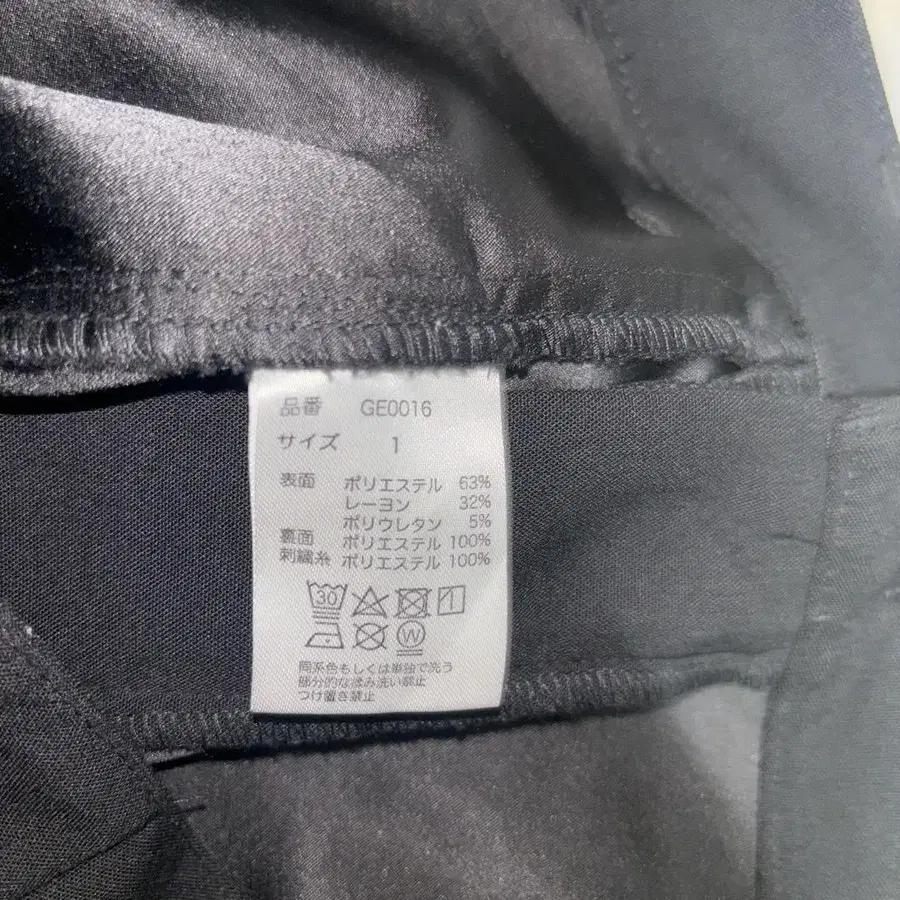 品番 GE0016
サイズ 1
表面 ポリエステル 63%
レーヨン 32%
ポリウレタン 5%
裏面 ポリエステル 100%
刺繍糸 ポリエステル 100%
30
W
同系色もしくは単独で洗う
部分的なもみ洗い禁止
つけ置き禁止